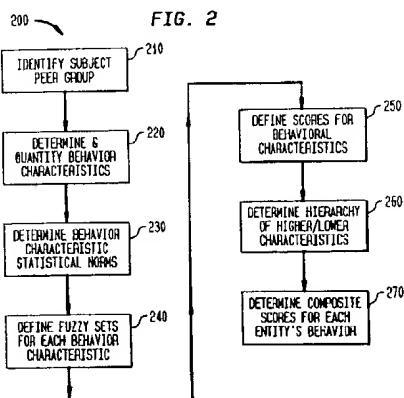 FIG. 2
200
210
IDENTIFY SUBJECT
PEER GROUP
220
DETERMINE &
QUANTITY BEHAVIOR
CHARACTERISTICS
230
DETERMINE BEHAVIOR
CHARACTERISTIC
STATISTICAL NORMS
240
DEFINE FUZZY SETS
FOR EACH BEHAVIOR
CHARACTERISTIC
250
DEFINE SCORES FOR
BEHAVIORAL
CHARACTERISTICS
260
DETERMINE HIERARCHY
OF HIGHER/LOWER
CHARACTERISTICS
270
DETERMINE COMPOSITE
SCORES FOR EACH
ENTITY'S BEHAVIOR